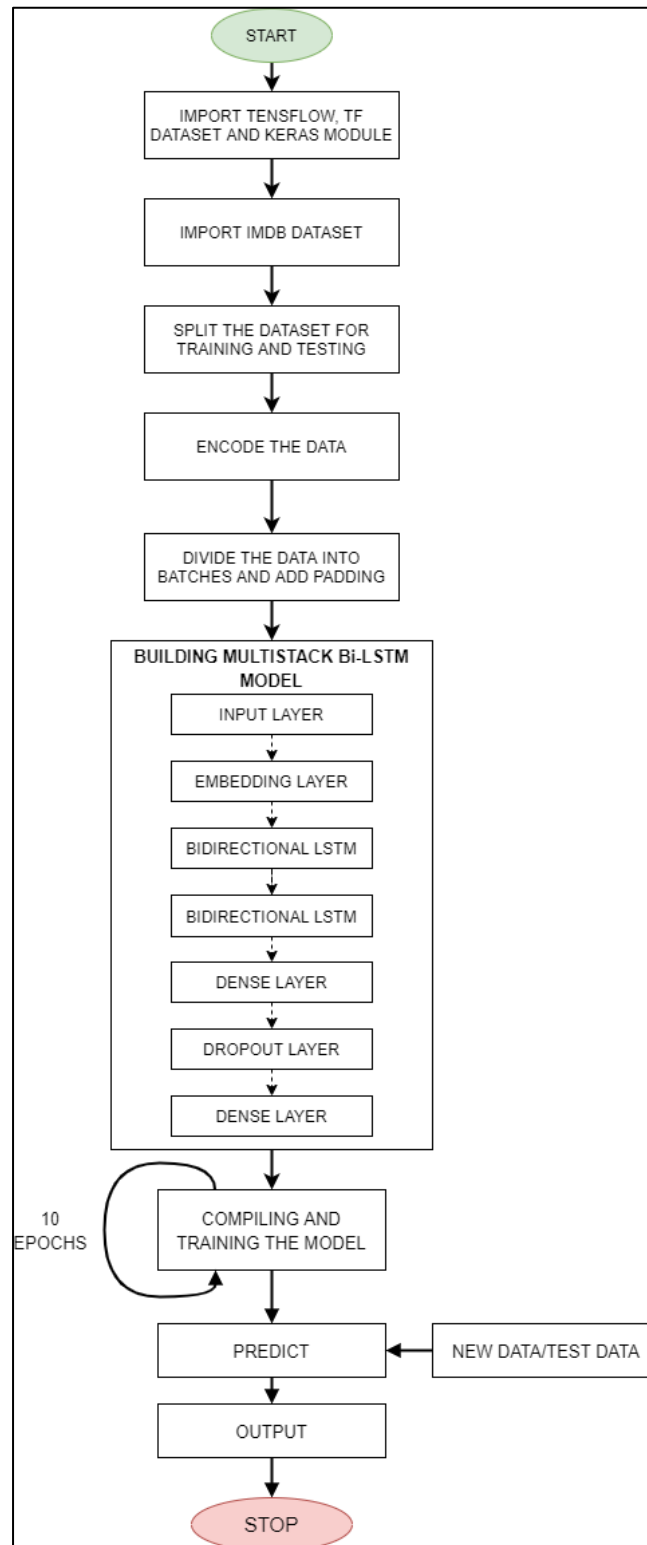 START
IMPORT TENSFLOW, TF
DATASET AND KERAS MODULE
IMPORT IMDB DATASET
SPLIT THE DATASET FOR
TRAINING AND TESTING
ENCODE THE DATA
DIVIDE THE DATA INTO
BATCHES AND ADD PADDING
BUILDING MULTISTACK Bi-LSTM
MODEL
INPUT LAYER
EMBEDDING LAYER
BIDIRECTIONAL LSTM
BIDIRECTIONAL LSTM
DENSE LAYER
DROPOUT LAYER
DENSE LAYER
10
EPOCHS
COMPILING AND
TRAINING THE MODEL
PREDICT
NEW DATA/TEST DATA
OUTPUT
STOP